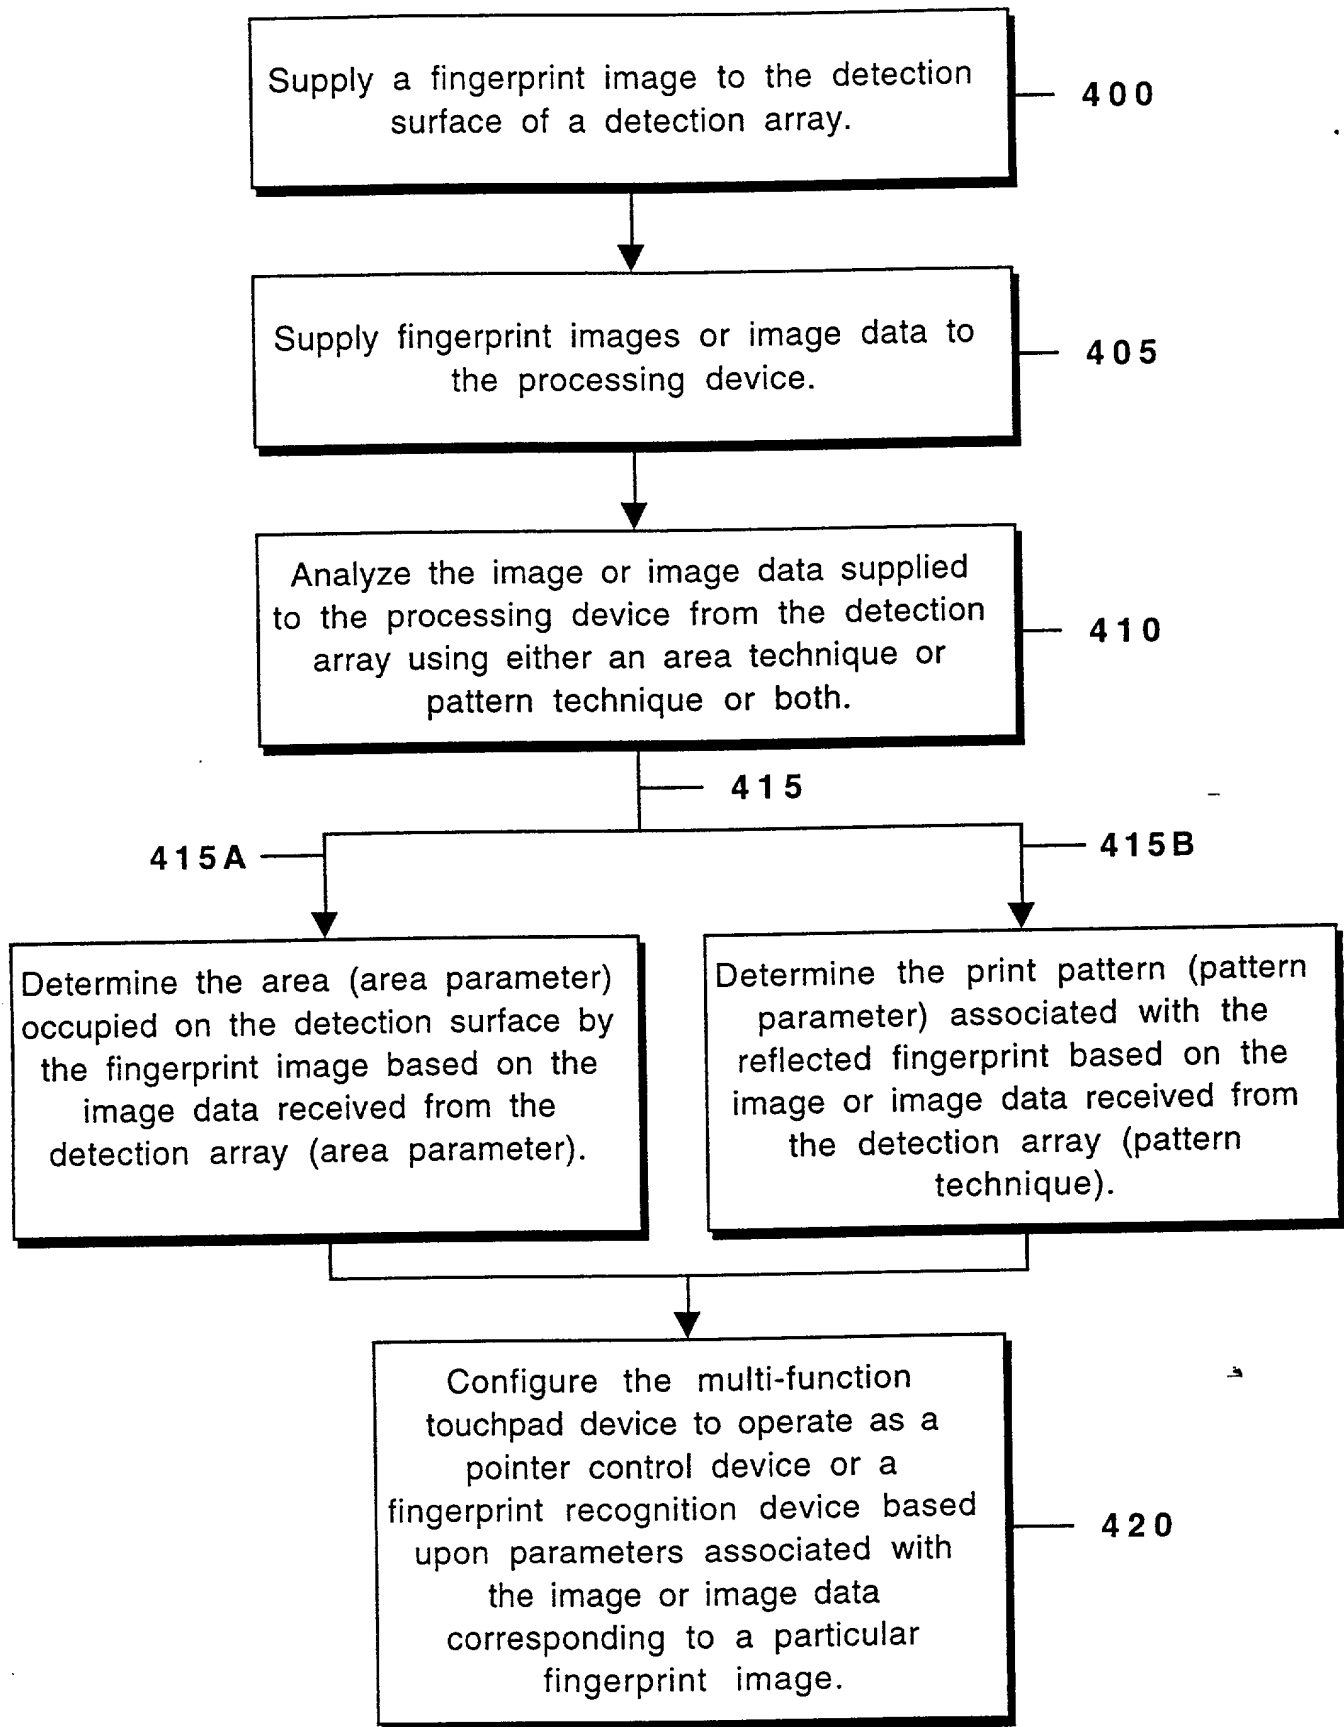 Supply a fingerprint image to the detection
surface of a detection array.
400
Supply fingerprint images or image data to
the processing device.
405
Analyze the image or image data supplied
to the processing device from the detection
array using either an area technique or
pattern technique or both.
410
415
415A
415B
Determine the area (area parameter)
occupied on the detection surface by
the fingerprint image based on the
image data received from the
detection array (area parameter).
Determine the print pattern (pattern
parameter) associated with the
reflected fingerprint based on the
image or image data received from
the detection array (pattern
technique).
Configure the multi-function
touchpad device to operate as a
pointer control device or a
fingerprint recognition device based
upon parameters associated with
the image or image data
corresponding to a particular
fingerprint image.
420